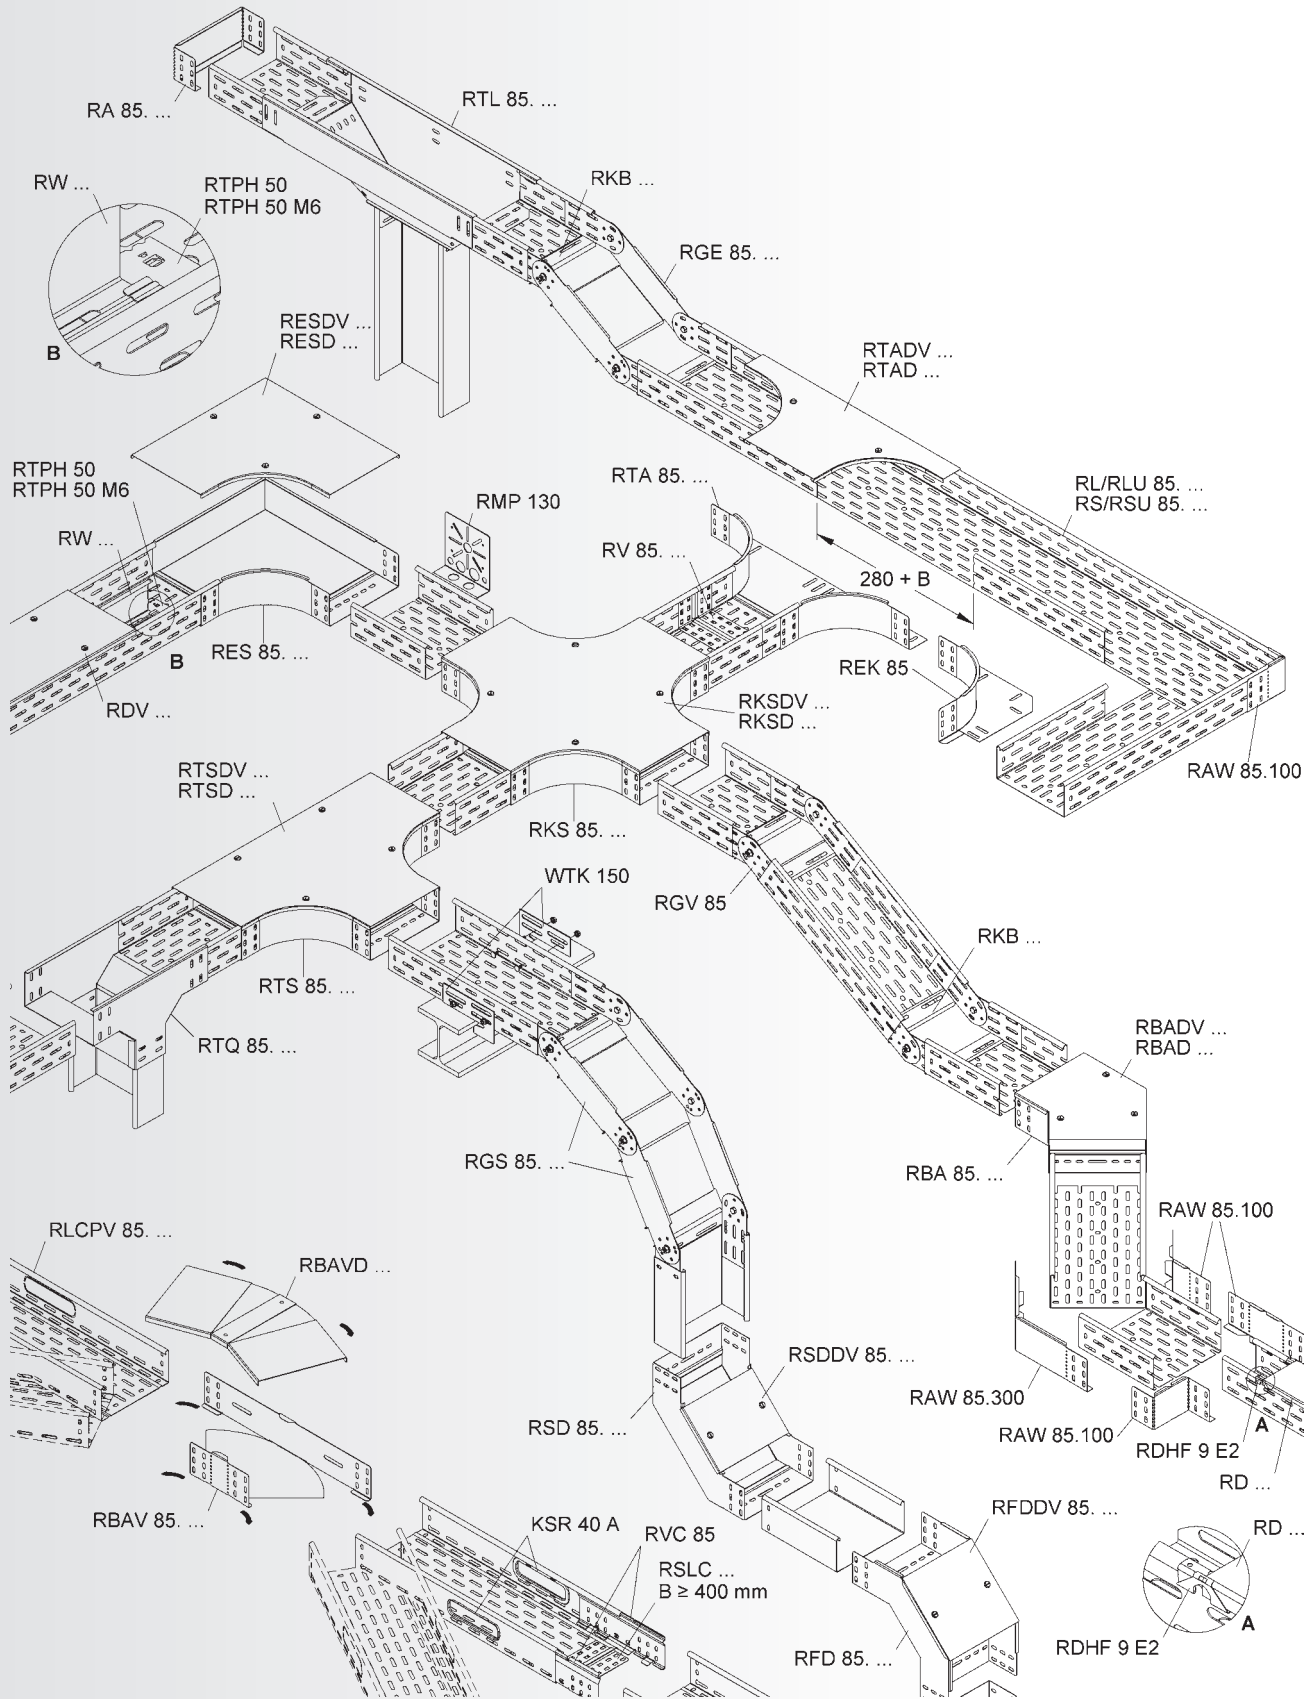 RA 85. ...
RTL 85. ...
RW ...
RTPH 50
RTPH 50 M6
RKB ...
RGE 85. ...
B
RESDV ...
RESD ...
RTADV ...
RTAD ...
RTPH 50
RTPH 50 M6
RMP 130
RTA 85. ...
RL/RLU 85. ...
RS/RSU 85. ...
RW ...
RV 85. ...
280 + B
RES 85. ...
B
REK 85
RDV ...
RKSDV ...
RKSD ...
RAW 85.100
RTSDV ...
RTSD ...
RKS 85. ...
WTK 150
RGV 85
RKB ...
RTS 85. ...
RTQ 85. ...
RBADV ...
RBAD ...
RGS 85. ...
RBA 85. ...
RAW 85.100
RLCPV 85. ...
RBAVD ...
RSDDV 85. ...
RAW 85.300
RSD 85. ...
RAW 85.100
A
RDHF 9 E2
RD ...
RBAV 85. ...
KSR 40 A
RVC 85
RSLC ...
B ≥ 400 mm
RFDDV 85. ...
RD ...
A
RFD 85. ...
RDHF 9 E2